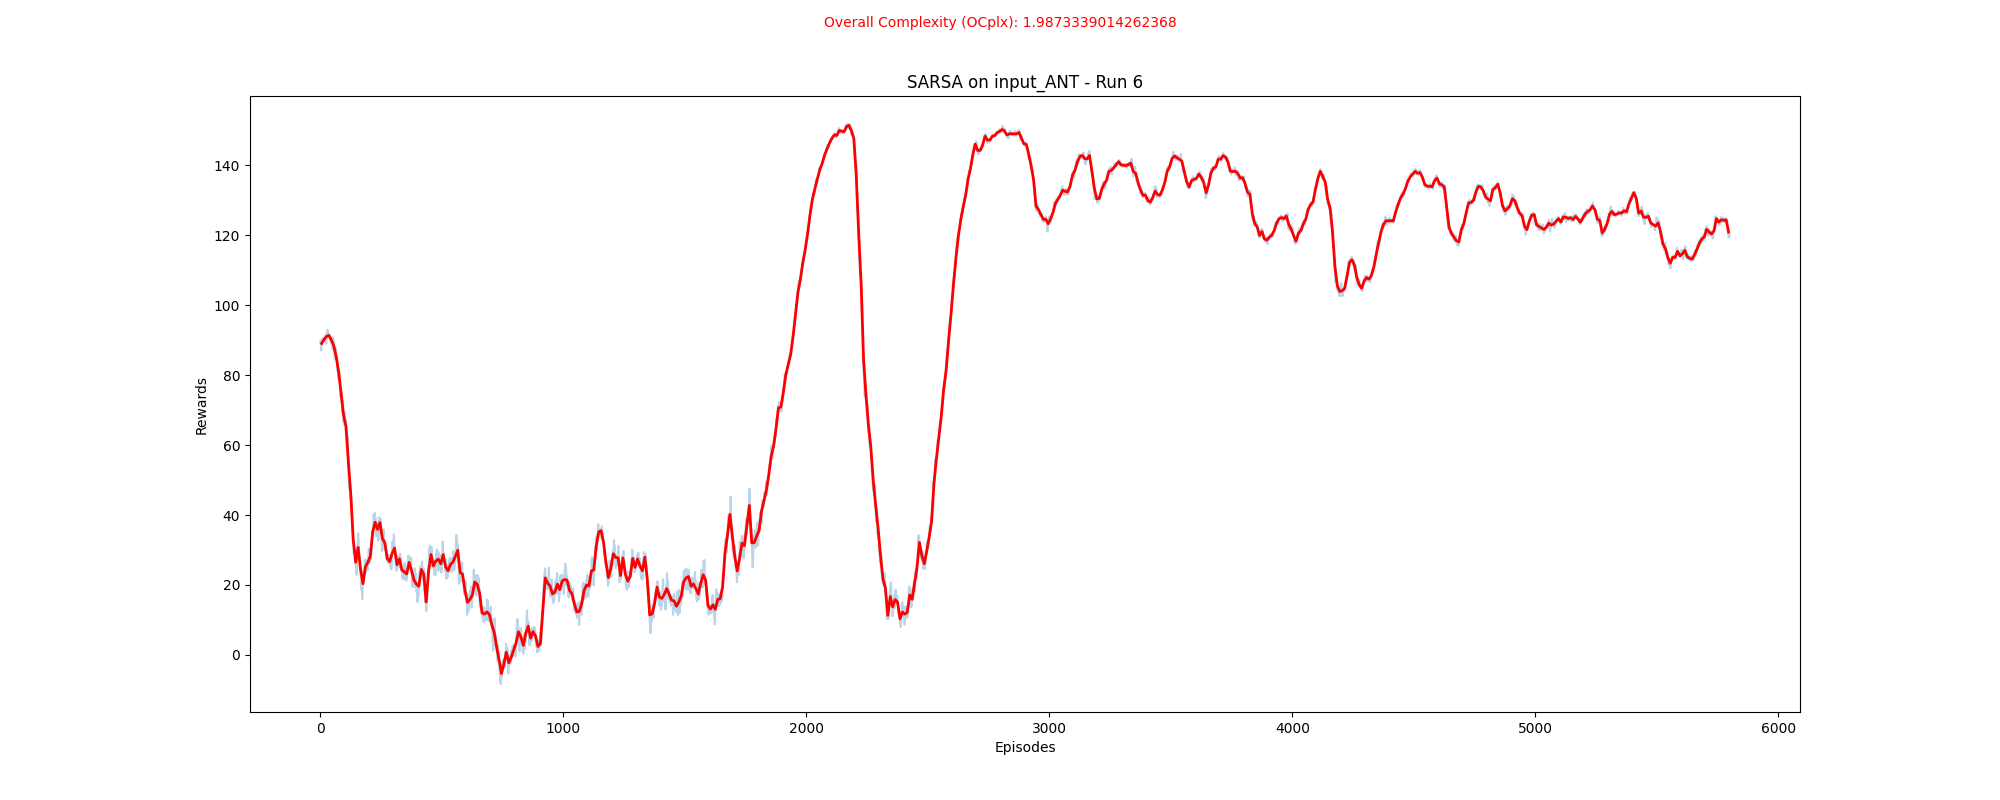 Overall Complexity (OCplx): 1.9873339014262368
SARSA on input_ANT - Run 6
140
120
100
80
60
40
20
0
Rewards
0 1000 2000 3000 4000 5000 6000
Episodes